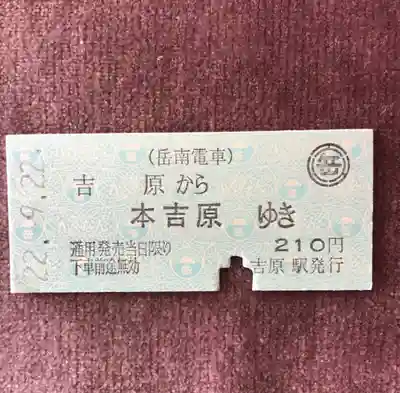 (岳南電車)
岳
吉原から
本吉原 ゆき
通用発売当日限り
下車前途無効
210円
吉原駅発行
22.-9.22.